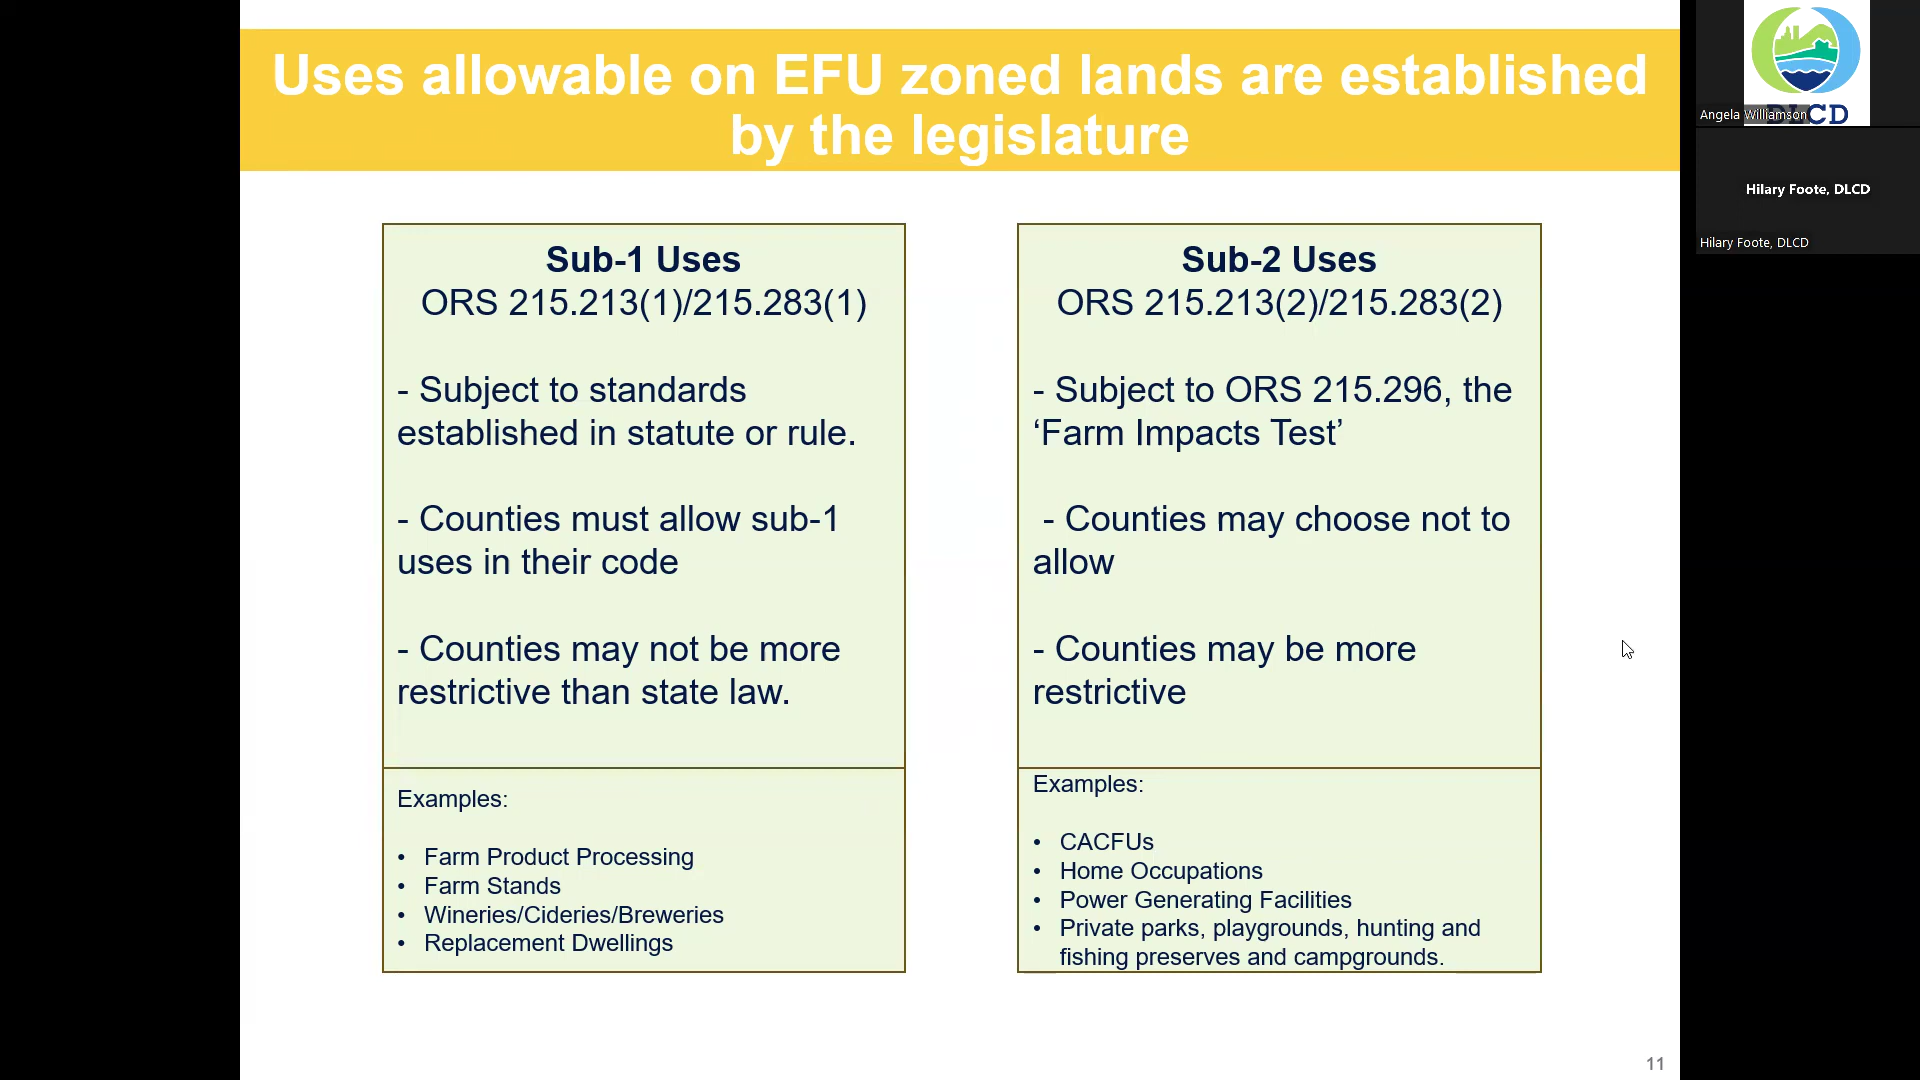 Uses allowable on EFU zoned lands are established
by the legislature
Sub-1 Uses
ORS 215.213(1)/215.283(1)
- Subject to standards
established in statute or rule.
- Counties must allow sub-1
uses in their code
- Counties may not be more
restrictive than state law.
Examples:
• Farm Product Processing
• Farm Stands
• Wineries/Cideries/Breweries
• Replacement Dwellings
Sub-2 Uses
ORS 215.213(2)/215.283(2)
- Subject to ORS 215.296, the
‘Farm Impacts Test’
- Counties may choose not to
allow
- Counties may be more
restrictive
Examples:
• CACFUs
• Home Occupations
• Power Generating Facilities
• Private parks, playgrounds, hunting and
fishing preserves and campgrounds.
11
DLCD
Angela Williamson
Hilary Foote, DLCD
Hilary Foote, DLCD